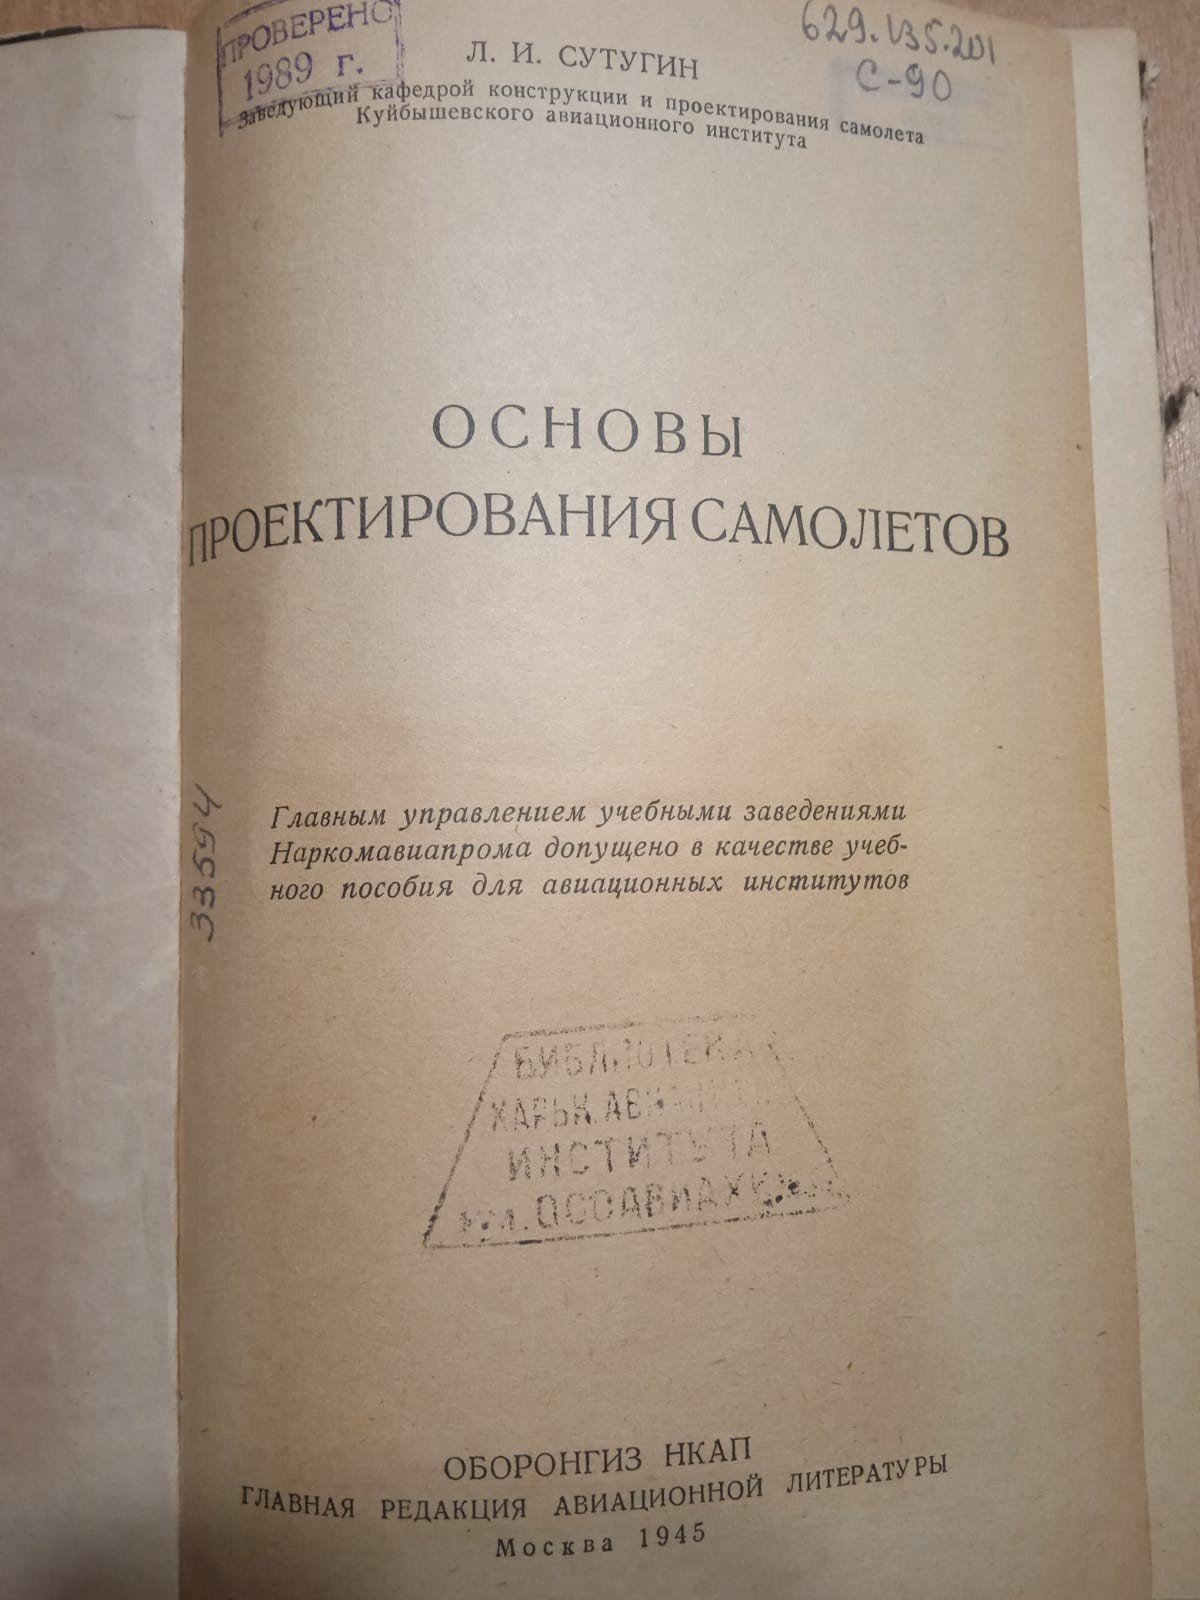 ПРОВЕРЕНО
1989 г.
629.135.201
С-90
Л. И. СУТУГИН
Заведующий кафедрой конструкции и проектирования самолета
Куйбышевского авиационного института
ОСНОВЫ
ПРОЕКТИРОВАНИЯ САМОЛЕТОВ
33594
Главным управлением учебными заведениями
Наркомавиапрома допущено в качестве учеб-
ного пособия для авиационных институтов
БИБЛИОТЕКА
ХАРЬК. 
ИНСТИТУТА
ОСОАВИАХИМА
ОБОРОНГИЗ НКАП
ГЛАВНАЯ РЕДАКЦИЯ АВИАЦИОННОЙ ЛИТЕРАТУРЫ
Москва 1945